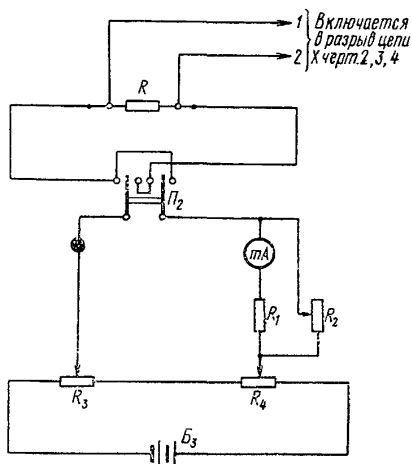 1 Включается
в разрыв цепи
2 X черт. 2, 3, 4
R
П2
mA
R1
R2
R3
R4
Б3